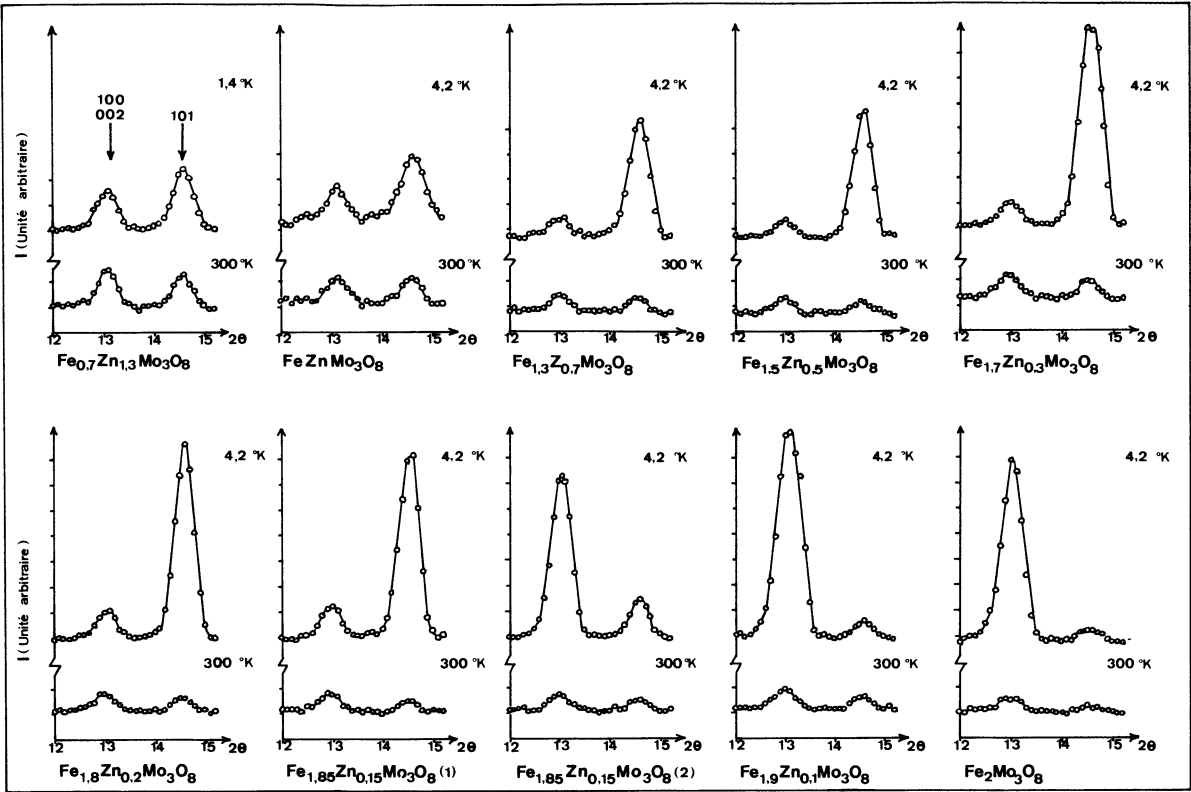 I (Unité arbitraire)
1,4 °K
100
002
101
300 °K
12 13 14 15 2θ
Fe0,7Zn1,3Mo3O8
4,2 °K
12 13 14 15 2θ
FeZnMo3O8
4,2 °K
300 °K
12 13 14 15 2θ
Fe1,3Z0,7Mo3O8
4,2 °K
300 °K
12 13 14 15 2θ
Fe1.5Zn0.5Mo3O8
4,2 °K
300 °K
12 13 14 15 2θ
Fe1,7Zn0.3Mo3O8
300 °K
I (Unité arbitraire)
4,2 °K
300 °K
12 13 14 15 2θ
Fe1,8Zn0.2Mo3O8
4.2 °K
300 °K
12 13 14 15 2θ
Fe1,85Zn0,15Mo3O8 (1)
4,2 °K
300 °K
12 13 14 15 2θ
Fe1,85Zn0,15Mo3O8 (2)
4.2 °K
300 °K
12 13 14 15 2θ
Fe1.9Zn0.1Mo3O8
4.2 °K
300 °K
12 13 14 15 2θ
Fe2Mo3O8